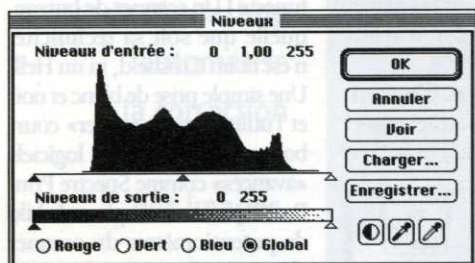 Niveaux
Niveaux d'entrée : 0 1,00 255
OK
Annuler
Voir
Charger...
Enregistrer...
Niveaux de sortie : 0 255
Rouge Vert Bleu Global